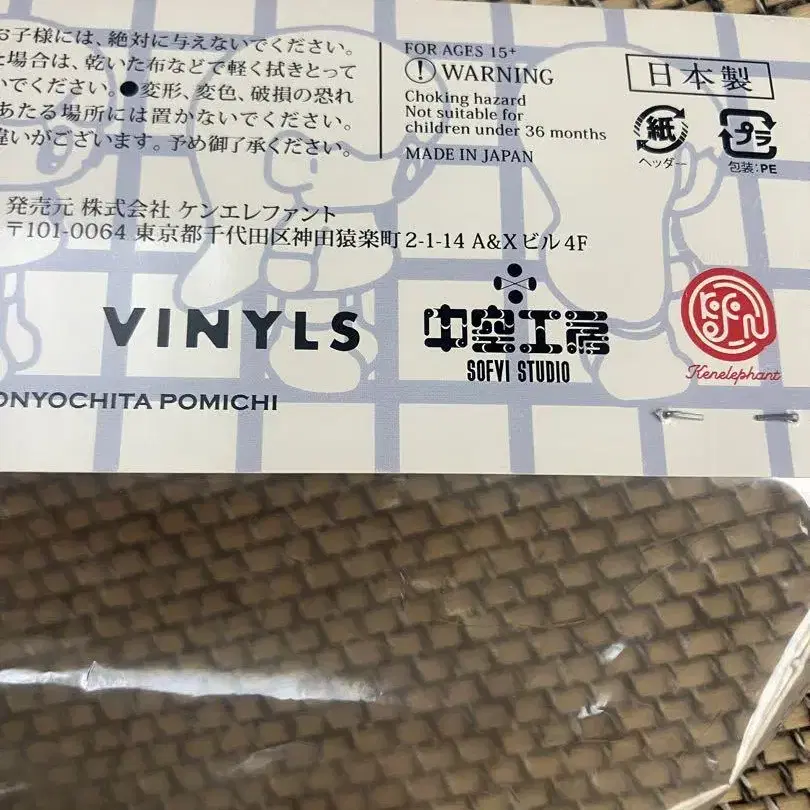 お子様には、絶対に与えないでください。
た場合は、乾いた布などで軽く拭きとって
いでください。●変形、変色、破損の恐れ
あたる場所には置かないでください。
違いがございます。予め御了承ください。
FOR AGES 15+
WARNING
Choking hazard
Not suitable for
children under 36 months
MADE IN JAPAN
日本製
紙
ヘッダー
プラ
包装:PE
発売元 株式会社 ケンエレファント
〒101-0064 東京都千代田区神田猿楽町2-1-14 A&Xビル4F
VINYLS
中空工房
SOFVI STUDIO
Kenelephant
ONYOCHITA POMICHI